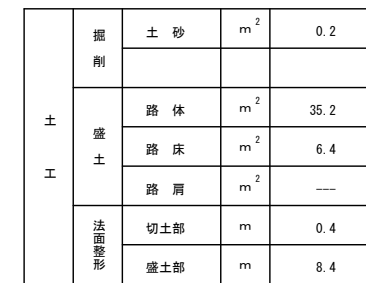 土工
掘削
土 砂 m2 0.2
盛土
路 体 m2 35.2
路 床 m2 6.4
路 肩 m2 ---
法面整形
切土部 m 0.4
盛土部 m 8.4